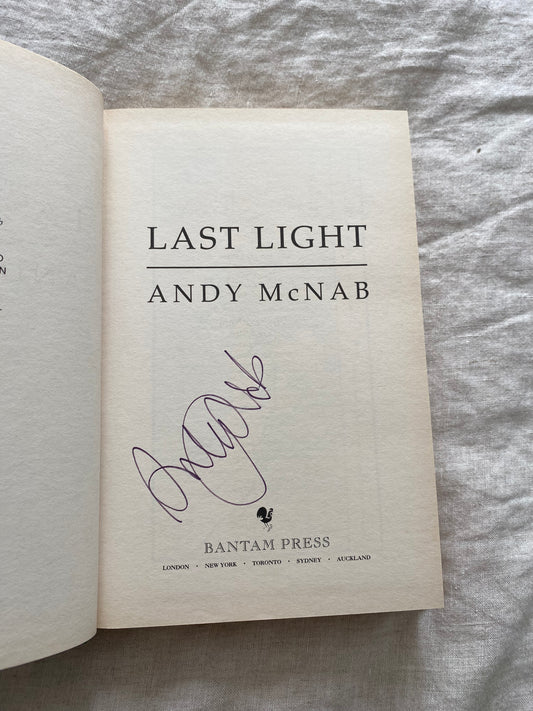 LAST LIGHT
ANDY McNAB
BANTAM PRESS
LONDON · NEW YORK · TORONTO · SYDNEY · AUCKLAND